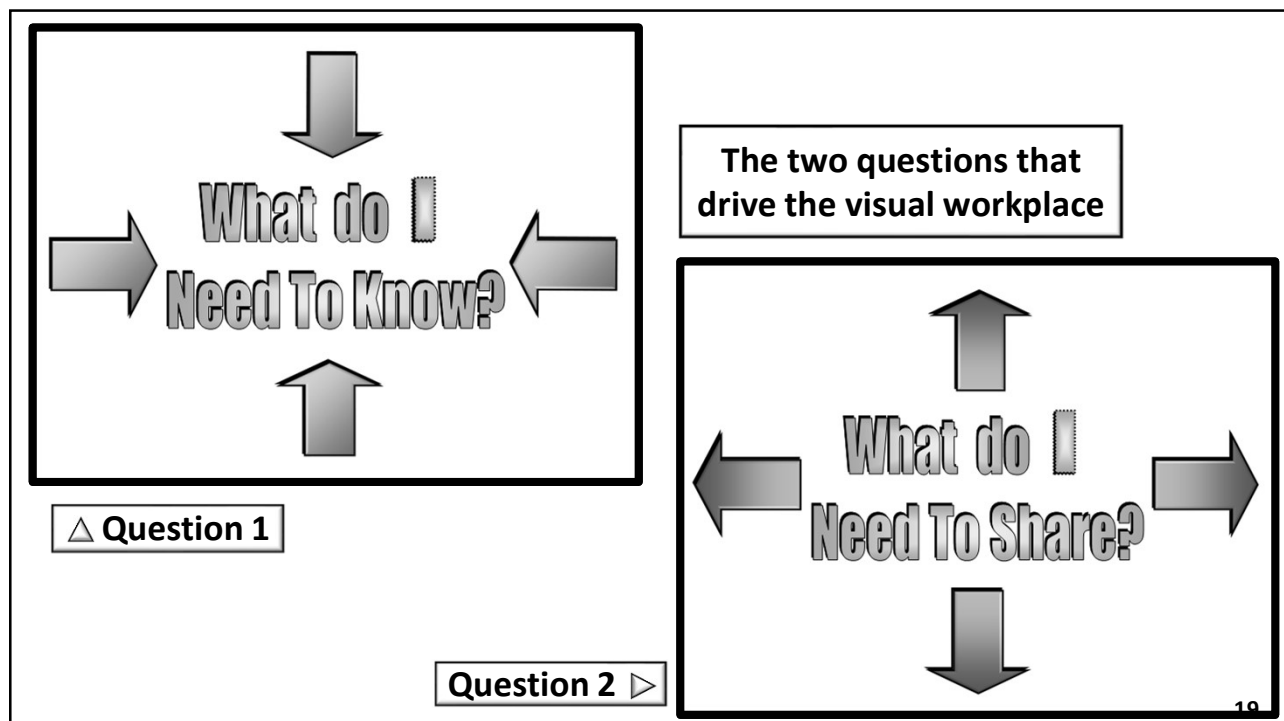 What do I
Need To Know?
The two questions that
drive the visual workplace
Question 1
What do I
Need To Share?
Question 2
19